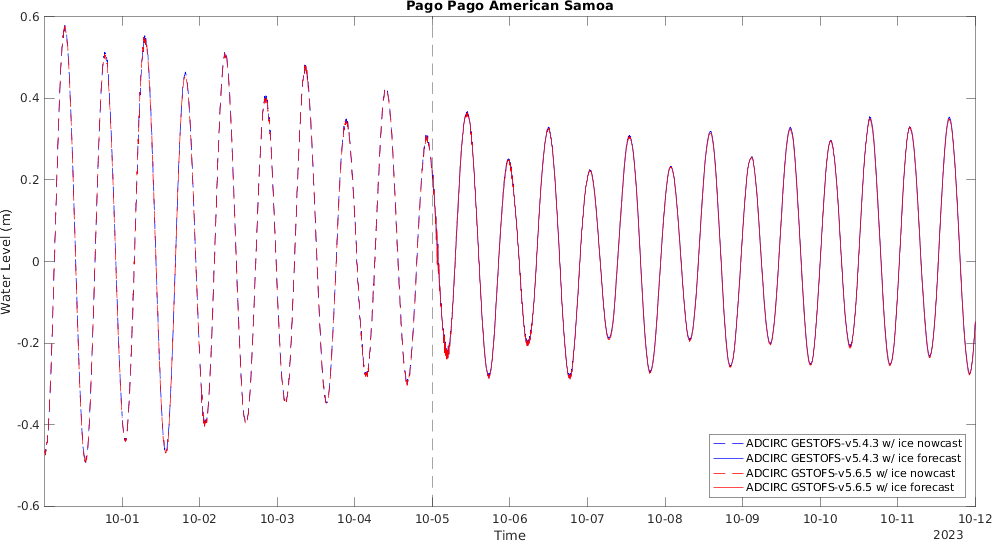 Pago Pago American Samoa
0.6
0.4
0.2
0
-0.2
-0.4
-0.6
Water Level (m)
10-01 10-02 10-03 10-04 10-05 10-06 10-07 10-08 10-09 10-10 10-11 10-12
Time
2023
ADCIRC GESTOFS-v5.4.3 w/ ice nowcast
ADCIRC GESTOFS-v5.4.3 w/ ice forecast
ADCIRC GSTOFS-v5.6.5 w/ ice nowcast
ADCIRC GSTOFS-v5.6.5 w/ ice forecast